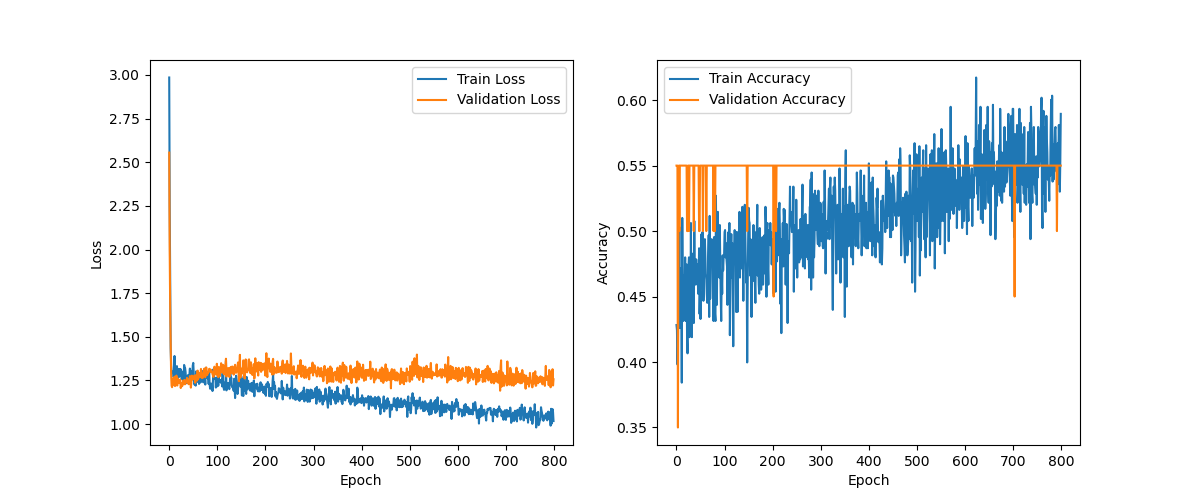 3.00
2.75
2.50
2.25
2.00
1.75
1.50
1.25
1.00
Loss
0 100 200 300 400 500 600 700 800
Epoch
Train Loss
Validation Loss
0.60
0.55
0.50
0.45
0.40
0.35
Accuracy
0 100 200 300 400 500 600 700 800
Epoch
Train Accuracy
Validation Accuracy